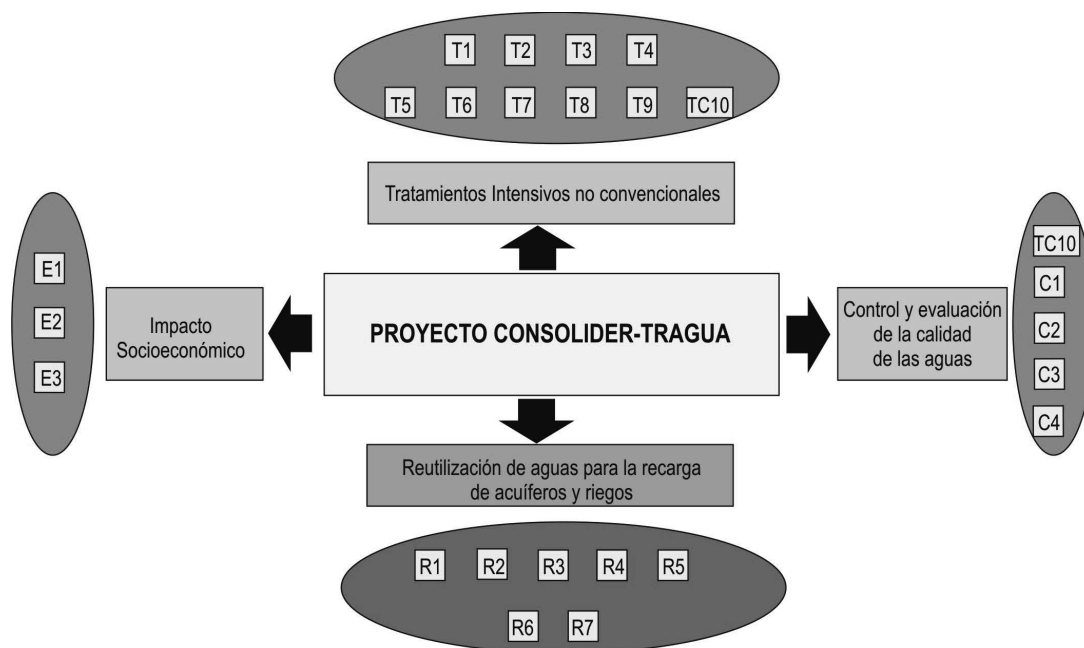 T1 T2 T3 T4
T5 T6 T7 T8 T9 TC10
Tratamientos Intensivos no convencionales
E1
E2
E3
Impacto
Socioeconómico
PROYECTO CONSOLIDER-TRAGUA
Control y evaluación
de la calidad
de las aguas
TC10
C1
C2
C3
C4
Reutilización de aguas para la recarga
de acuíferos y riegos
R1 R2 R3 R4 R5
R6 R7